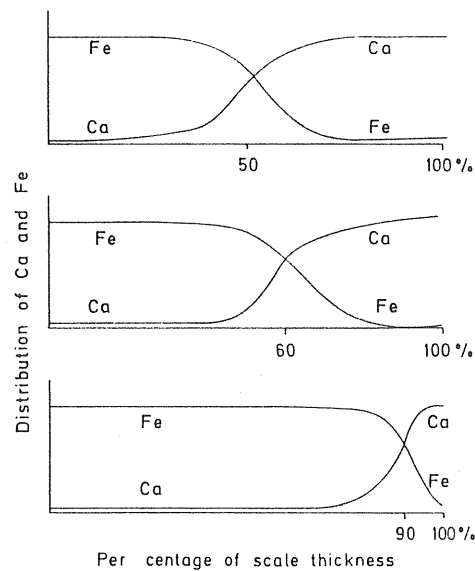 Fe Ca
Ca Fe
50 100%
Fe Ca
Ca Fe
60 100%
Fe Ca
Ca Fe
90 100%
Distribution of Ca and Fe
Per centage of scale thickness